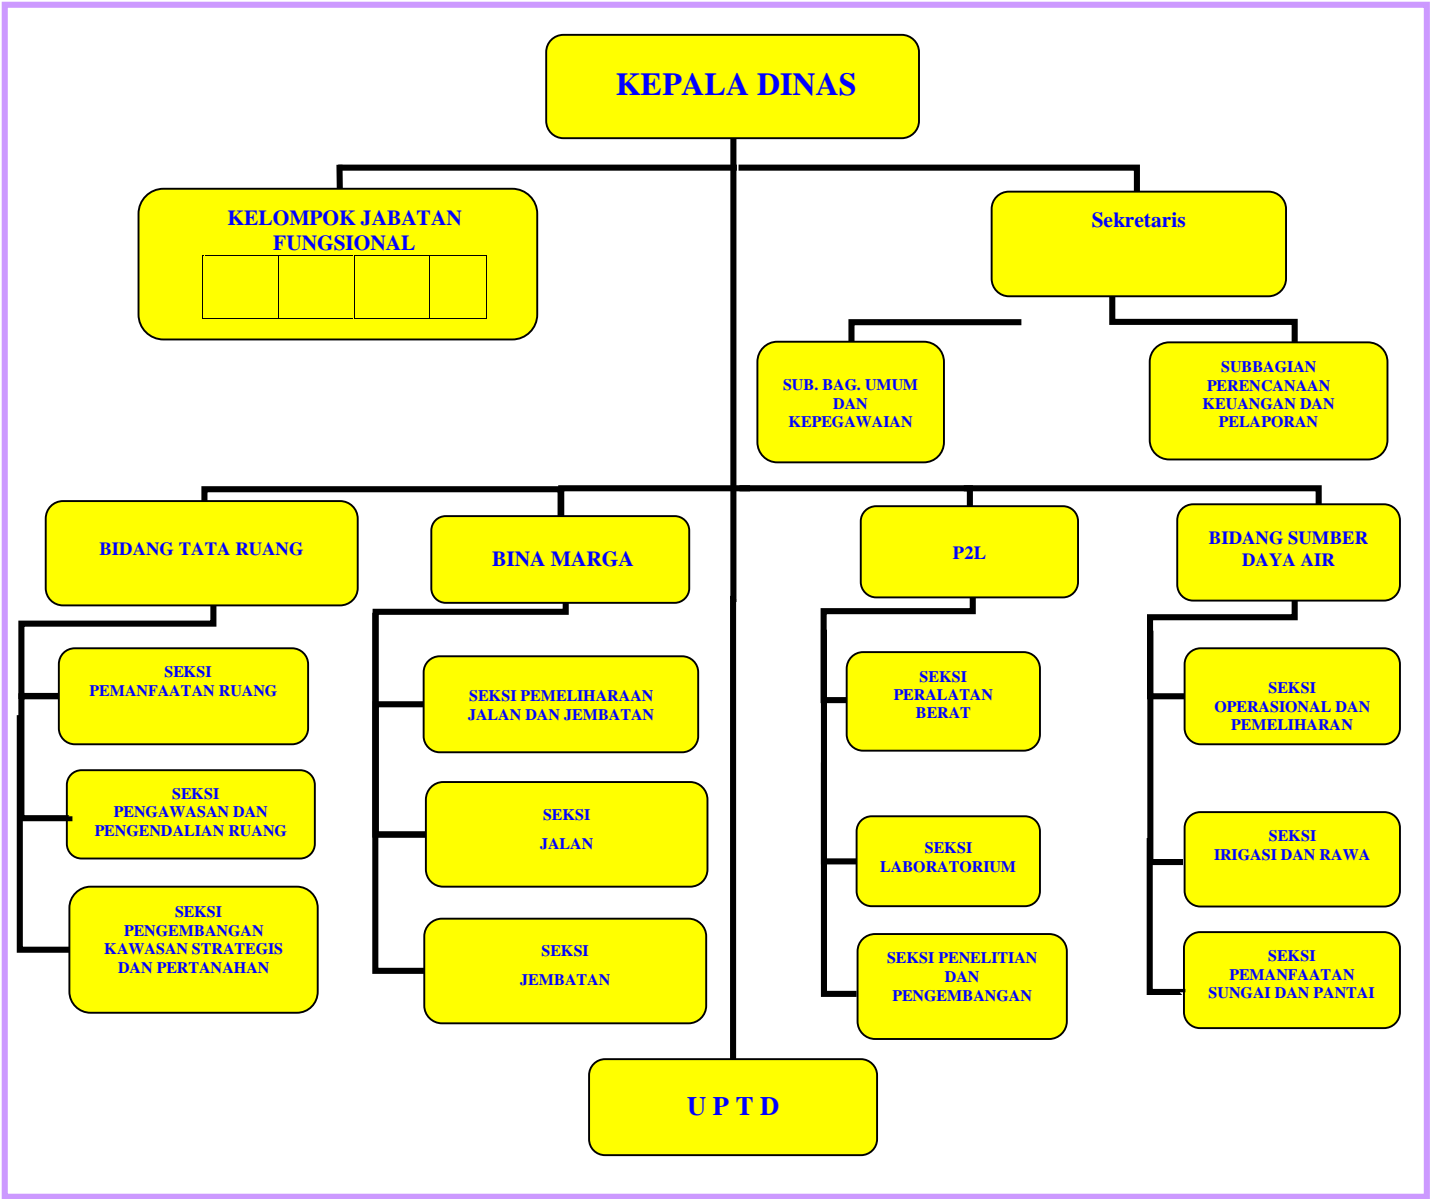 KEPALA DINAS
KELOMPOK JABATAN
FUNGSIONAL
Sekretaris
SUB. BAG. UMUM
DAN
KEPEGAWAIAN
SUBBAGIAN
PERENCANAAN
KEUANGAN DAN
PELAPORAN
BIDANG TATA RUANG
BINA MARGA
P2L
BIDANG SUMBER
DAYA AIR
SEKSI
PEMANFAATAN RUANG
SEKSI
PENGAWASAN DAN
PENGENDALIAN RUANG
SEKSI
PENGEMBANGAN
KAWASAN STRATEGIS
DAN PERTANAHAN
SEKSI PEMELIHARAAN
JALAN DAN JEMBATAN
SEKSI
JALAN
SEKSI
JEMBATAN
SEKSI
PERALATAN
BERAT
SEKSI
LABORATORIUM
SEKSI PENELITIAN
DAN
PENGEMBANGAN
SEKSI
OPERASIONAL DAN
PEMELIHARAN
SEKSI
IRIGASI DAN RAWA
SEKSI
PEMANFAATAN
SUNGAI DAN PANTAI
U P T D